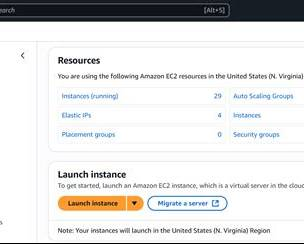 earch [Alt+S]
Resources
You are using the following Amazon EC2 resources in the United States (N. Virginia)
Instances (running) 29 Auto Scaling Groups
Elastic IPs 4 Instances
Placement groups 0 Security groups
Launch instance
To get started, launch an Amazon EC2 instance, which is a virtual server in the cloud
Launch instance Migrate a server
s
Note: Your instances will launch in the United States (N. Virginia) Region